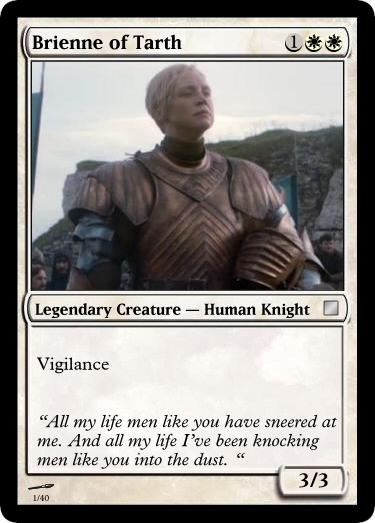 Brienne of Tarth 1
Legendary Creature — Human Knight
Vigilance
“All my life men like you have sneered at
me. And all my life I've been knocking
men like you into the dust. “
3/3
1/40